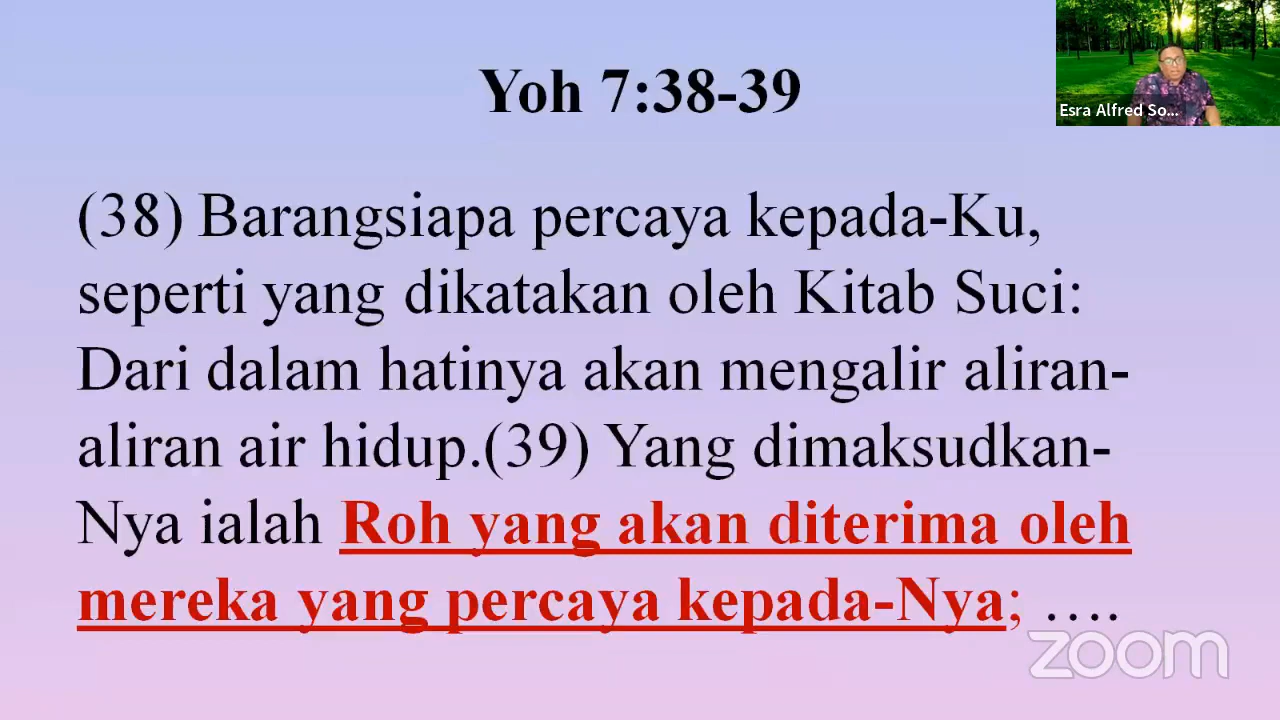 Yoh 7:38-39
Esra Alfred So...
(38) Barangsiapa percaya kepada-Ku,
seperti yang dikatakan oleh Kitab Suci:
Dari dalam hatinya akan mengalir aliran-
aliran air hidup.(39) Yang dimaksudkan-
Nya ialah Roh yang akan diterima oleh
mereka yang percaya kepada-Nya; ....
zoom